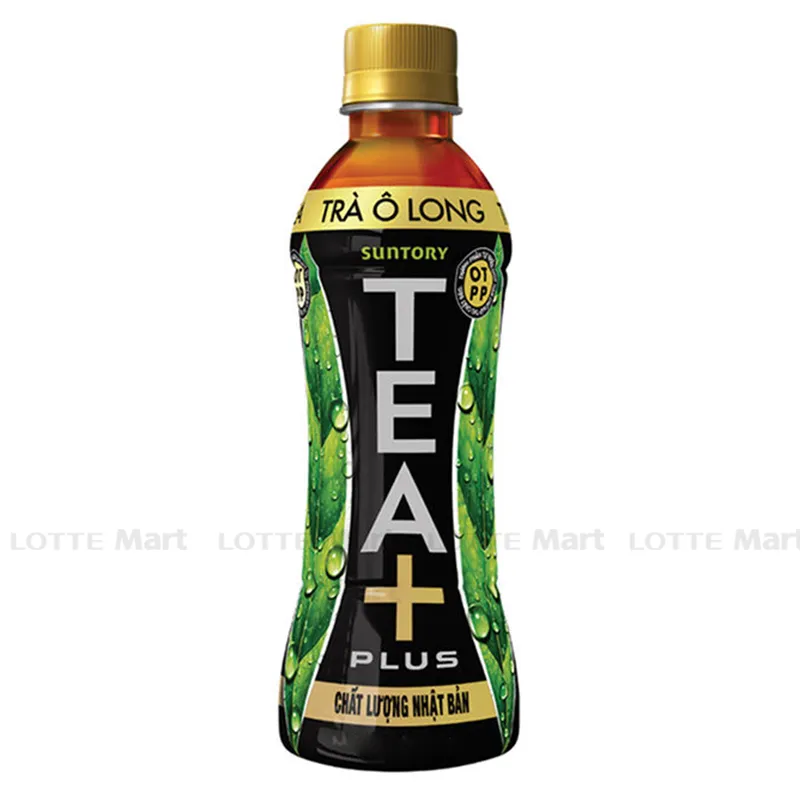 TRÀ Ô LONG
SUNTORY
OT
PP
TEA+
PLUS
CHẤT LƯỢNG NHẬT BẢN
LOTTE Mart LOTTE Mart LOTTE Mart